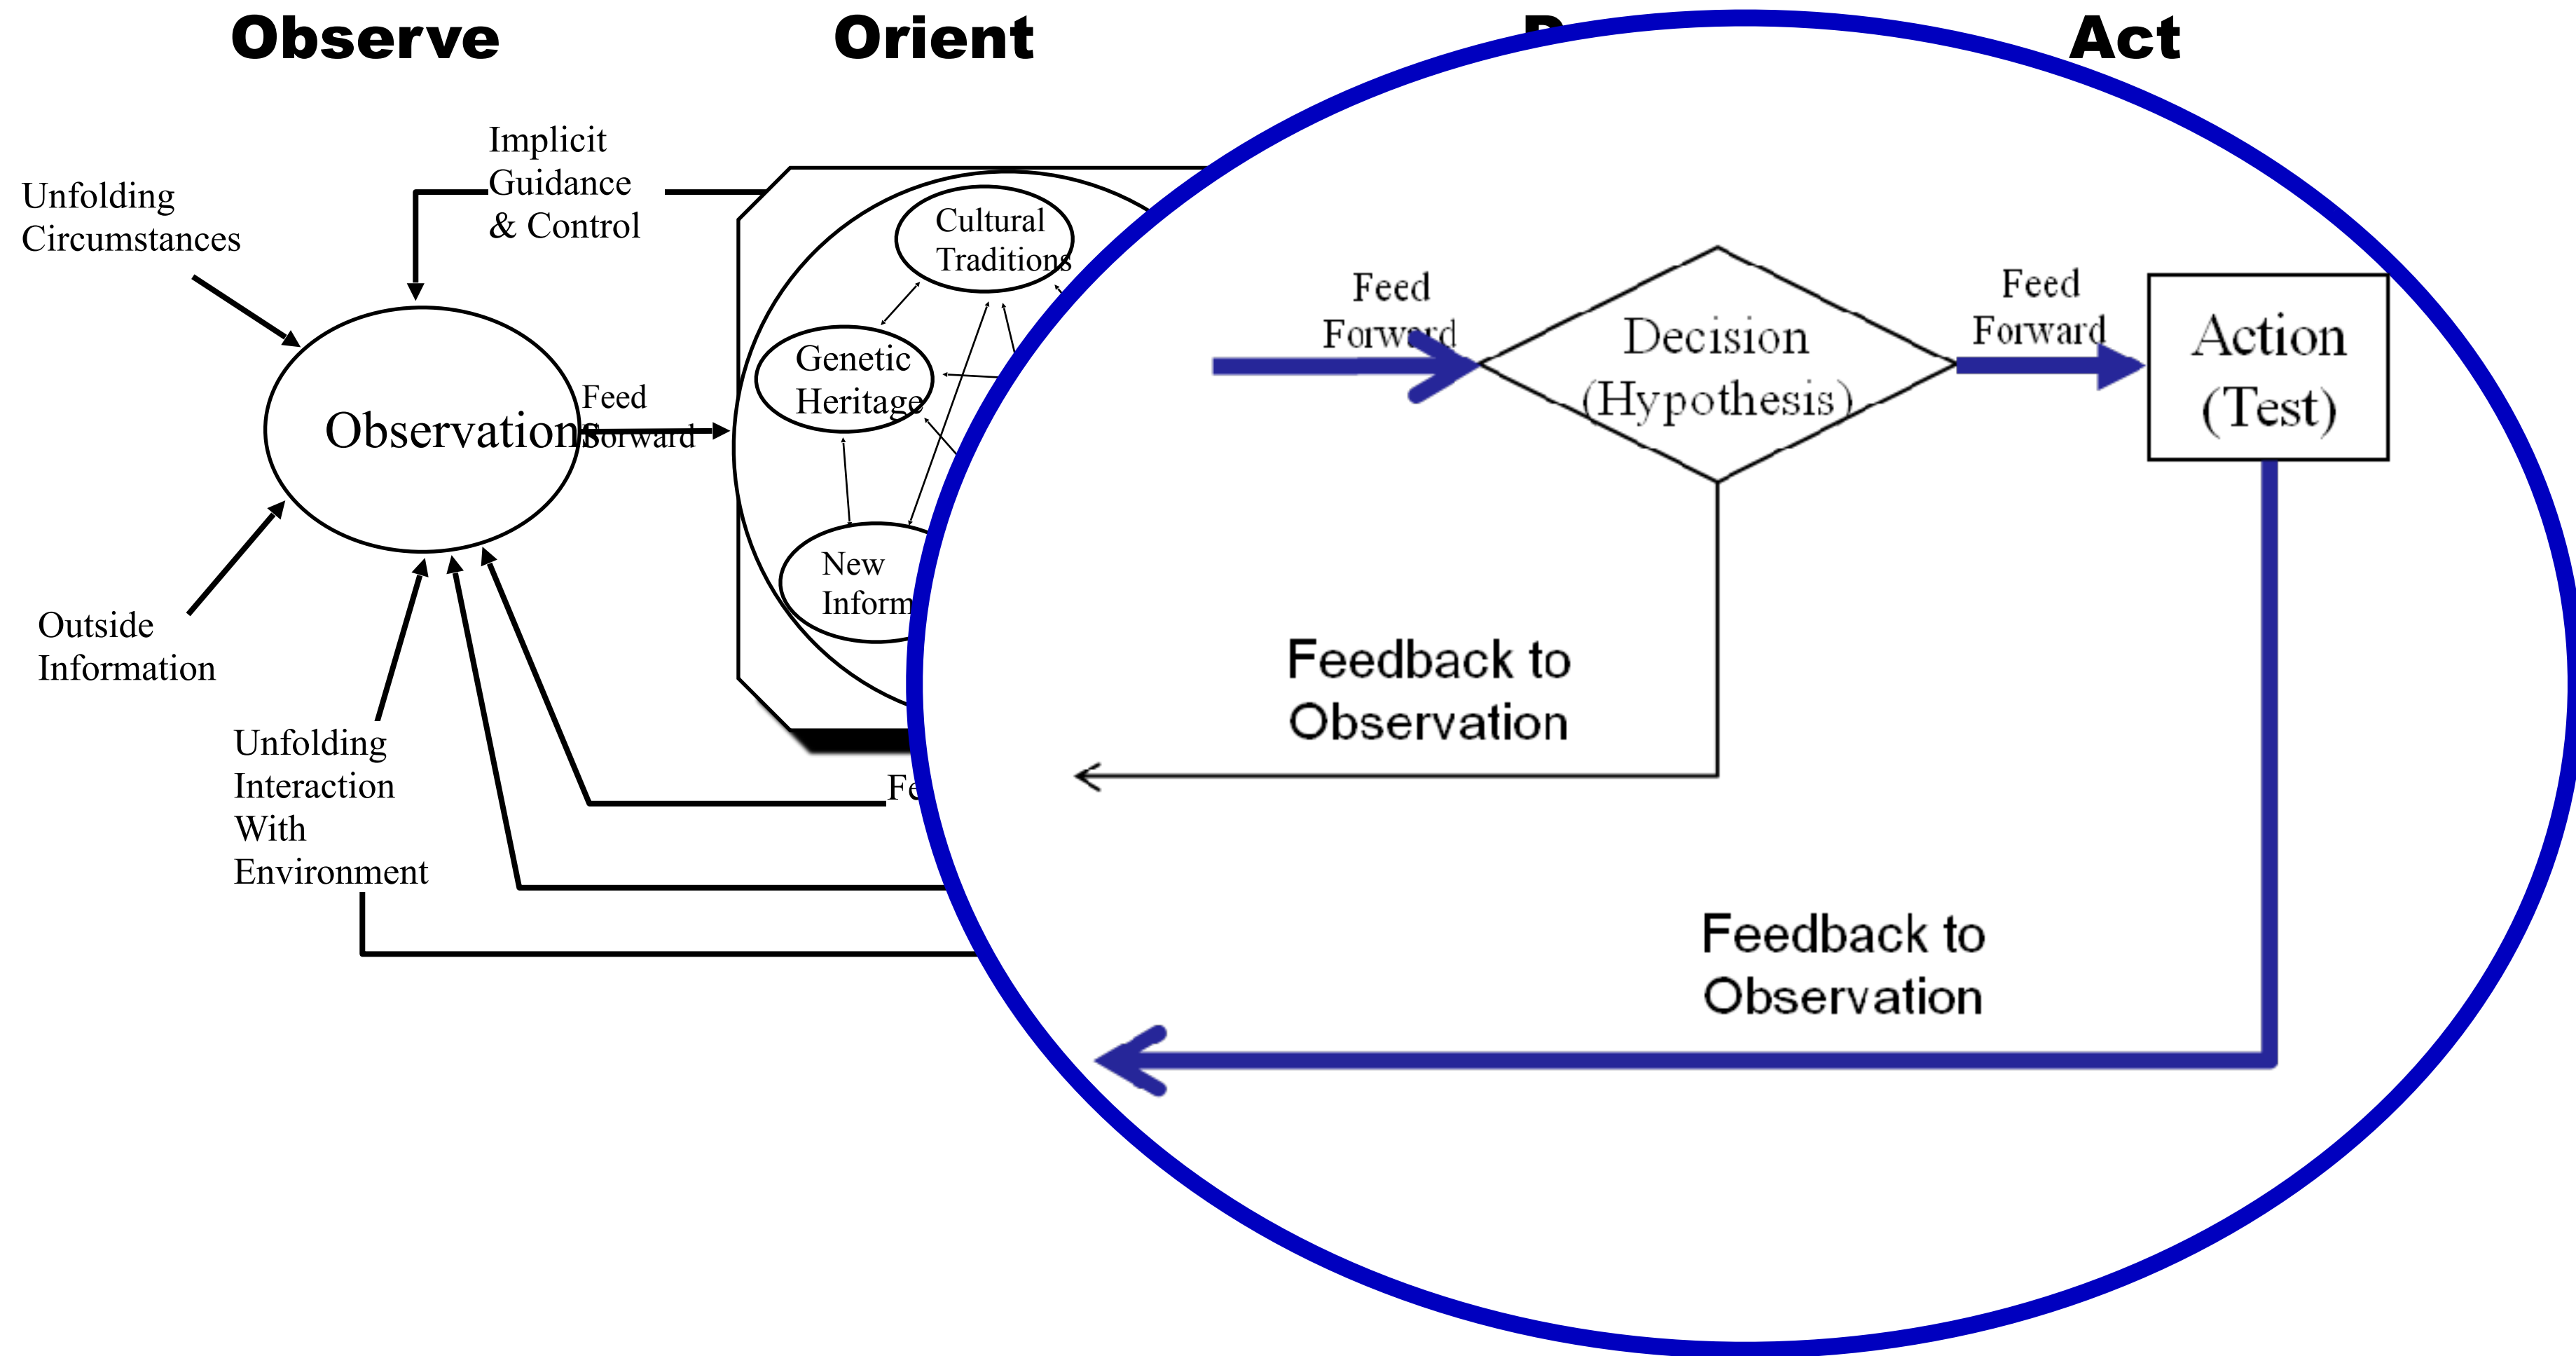 Observe
Orient
Act
Implicit
Guidance
& Control
Unfolding
Circumstances
Cultural
Traditions
Genetic
Heritage
Observations
Feed
Forward
New
Inform
Outside
Information
Unfolding
Interaction
With
Environment
Feed
Forward
Decision
(Hypothesis)
Feed
Forward
Action
(Test)
Feedback to
Observation
Feedback to
Observation